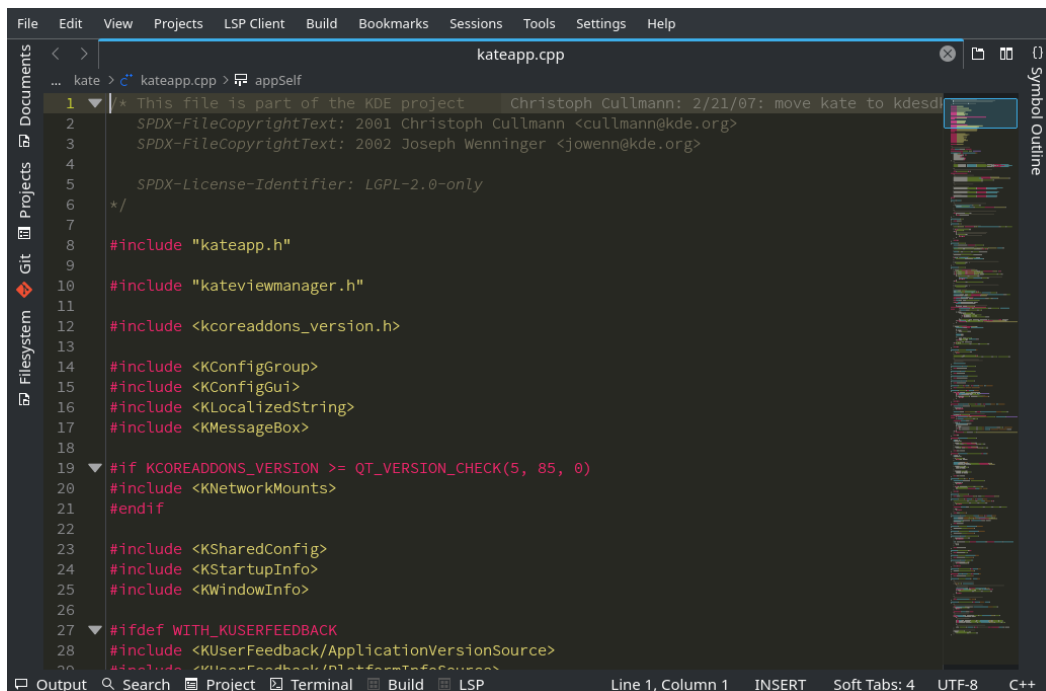 File Edit View Projects LSP Client Build Bookmarks Sessions Tools Settings Help
kateapp.cpp
... kate > kateapp.cpp > appSelf
Documents
Projects
Git
Filesystem
{} Symbol Outline
1 /* This file is part of the KDE project Christoph Cullmann: 2/21/07: move kate to kdesdk
2 SPDX-FileCopyrightText: 2001 Christoph Cullmann <cullmann@kde.org>
3 SPDX-FileCopyrightText: 2002 Joseph Wenninger <jowenn@kde.org>
4
5 SPDX-License-Identifier: LGPL-2.0-only
6 */
7
8 #include "kateapp.h"
9
10 #include "kateviewmanager.h"
11
12 #include <kcoreaddons_version.h>
13
14 #include <KConfigGroup>
15 #include <KConfigGui>
16 #include <KLocalizedString>
17 #include <KMessageBox>
18
19 #if KCOREADDONS_VERSION >= QT_VERSION_CHECK(5, 85, 0)
20 #include <KNetworkMounts>
21 #endif
22
23 #include <KSharedConfig>
24 #include <KStartupInfo>
25 #include <KWindowInfo>
26
27 #ifdef WITH_KUSERFEEDBACK
28 #include <KUserFeedback/ApplicationVersionSource>
29 #include <KUserFeedback/PlatformInfoSource>
Output Search Project Terminal Build LSP Line 1, Column 1 INSERT Soft Tabs: 4 UTF-8 C++